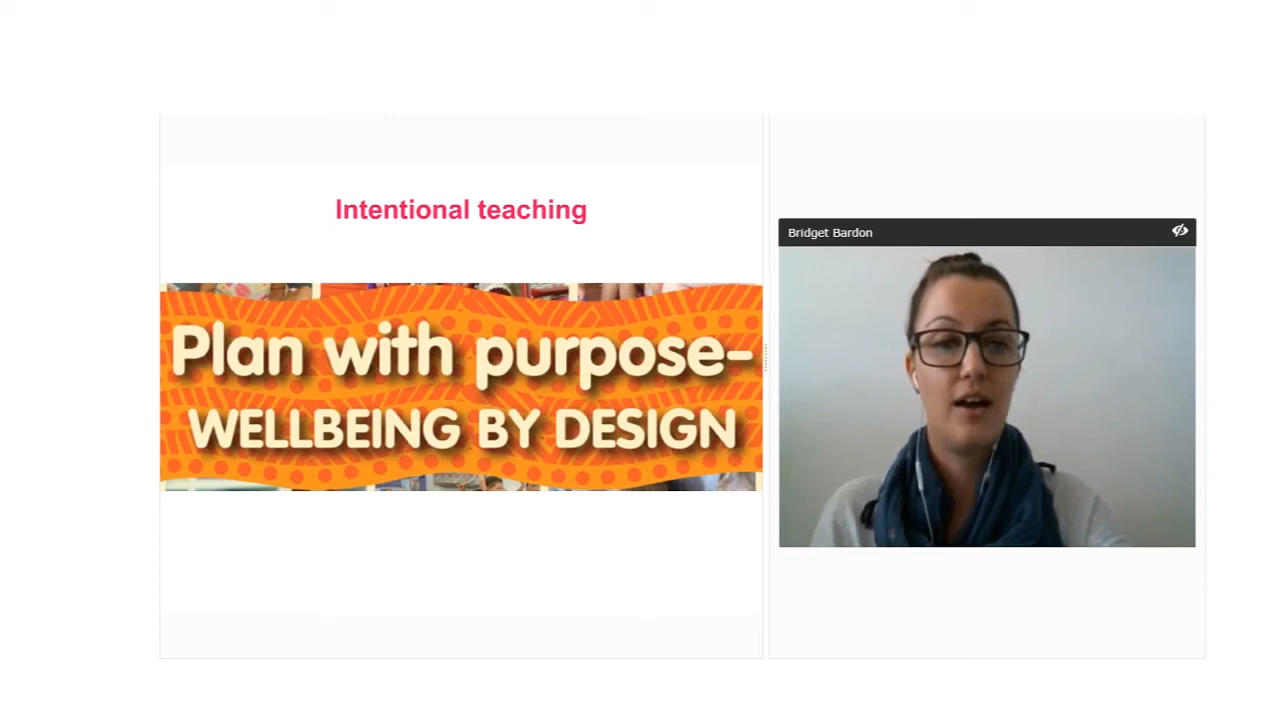 Intentional teaching
Plan with purpose-
WELLBEING BY DESIGN
Bridget Bardon